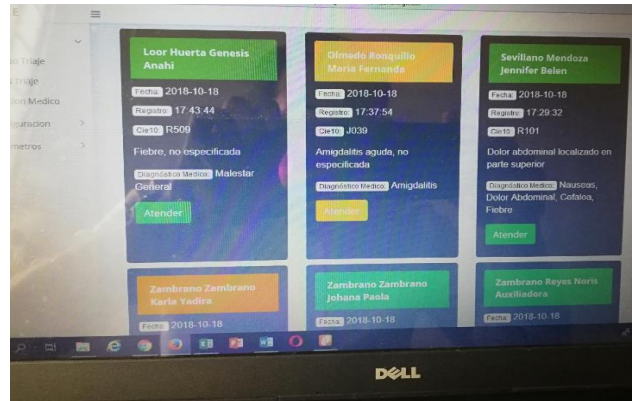 E
Triaje
Triaje
ion Medico
guracion
metros
Loor Huerta Genesis
Anahi
Fecha: 2018-10-18
Registro: 17:43:44
Cie10: R509
Fiebre, no especificada
Diagnóstico Medico: Malestar
General
Atender
Olmedo Ronquillo
Maria Fernanda
Fecha: 2018-10-18
Registro: 17:37:54
Cie10: J039
Amigdalitis aguda, no
especificada
Diagnóstico Medico: Amigdalitis
Atender
Sevillano Mendoza
Jennifer Belen
Fecha: 2018-10-18
Registro: 17:29:32
Cie10: R101
Dolor abdominal localizado en
parte superior
Diagnóstico Medico: Nauseas,
Dolor Abdominal, Cefalea,
Fiebre
Atender
Zambrano Zambrano
Karla Yadira
Fecha: 2018-10-18
Zambrano Zambrano
Johana Paola
Fecha: 2018-10-18
Zambrano Reyes Noris
Auxiliadora
Fecha: 2018-10-18
DELL